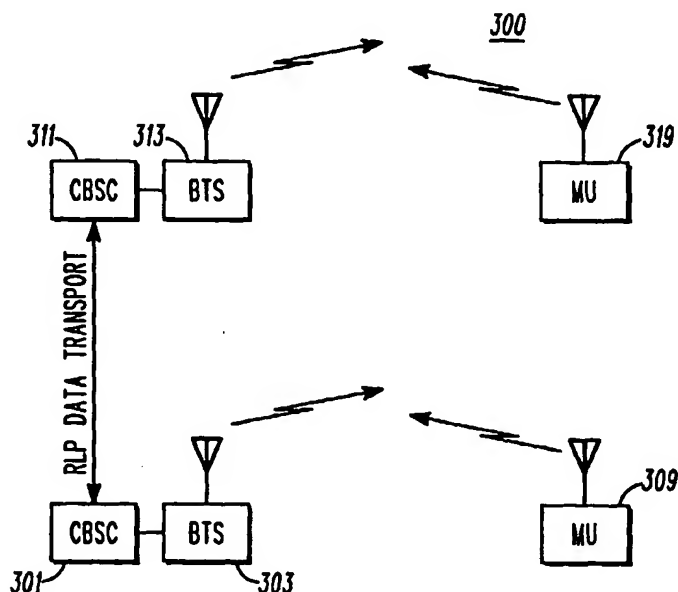 300
311
313
319
CBSC
BTS
MU
RLP DATA TRANSPORT
309
CBSC
BTS
MU
301
303